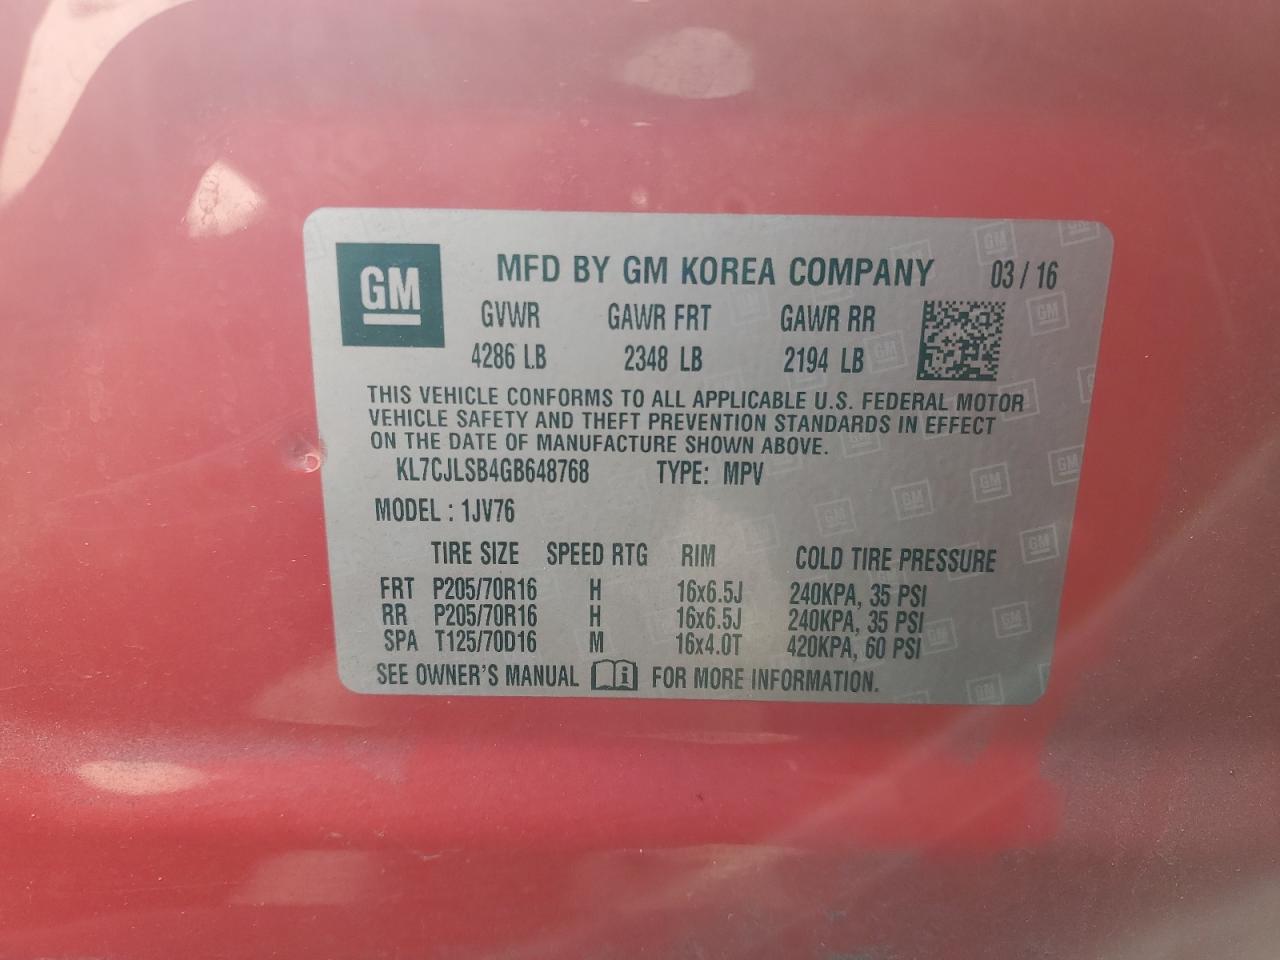 GM
MFD BY GM KOREA COMPANY 03 / 16
GVWR GAWR FRT GAWR RR
4286 LB 2348 LB 2194 LB
THIS VEHICLE CONFORMS TO ALL APPLICABLE U.S. FEDERAL MOTOR
VEHICLE SAFETY AND THEFT PREVENTION STANDARDS IN EFFECT
ON THE DATE OF MANUFACTURE SHOWN ABOVE.
KL7CJLSB4GB648768 TYPE: MPV
MODEL : 1JV76
TIRE SIZE SPEED RTG RIM COLD TIRE PRESSURE
FRT P205/70R16 H 16x6.5J 240KPA, 35 PSI
RR P205/70R16 H 16x6.5J 240KPA, 35 PSI
SPA T125/70D16 M 16x4.0T 420KPA, 60 PSI
SEE OWNER'S MANUAL i FOR MORE INFORMATION.